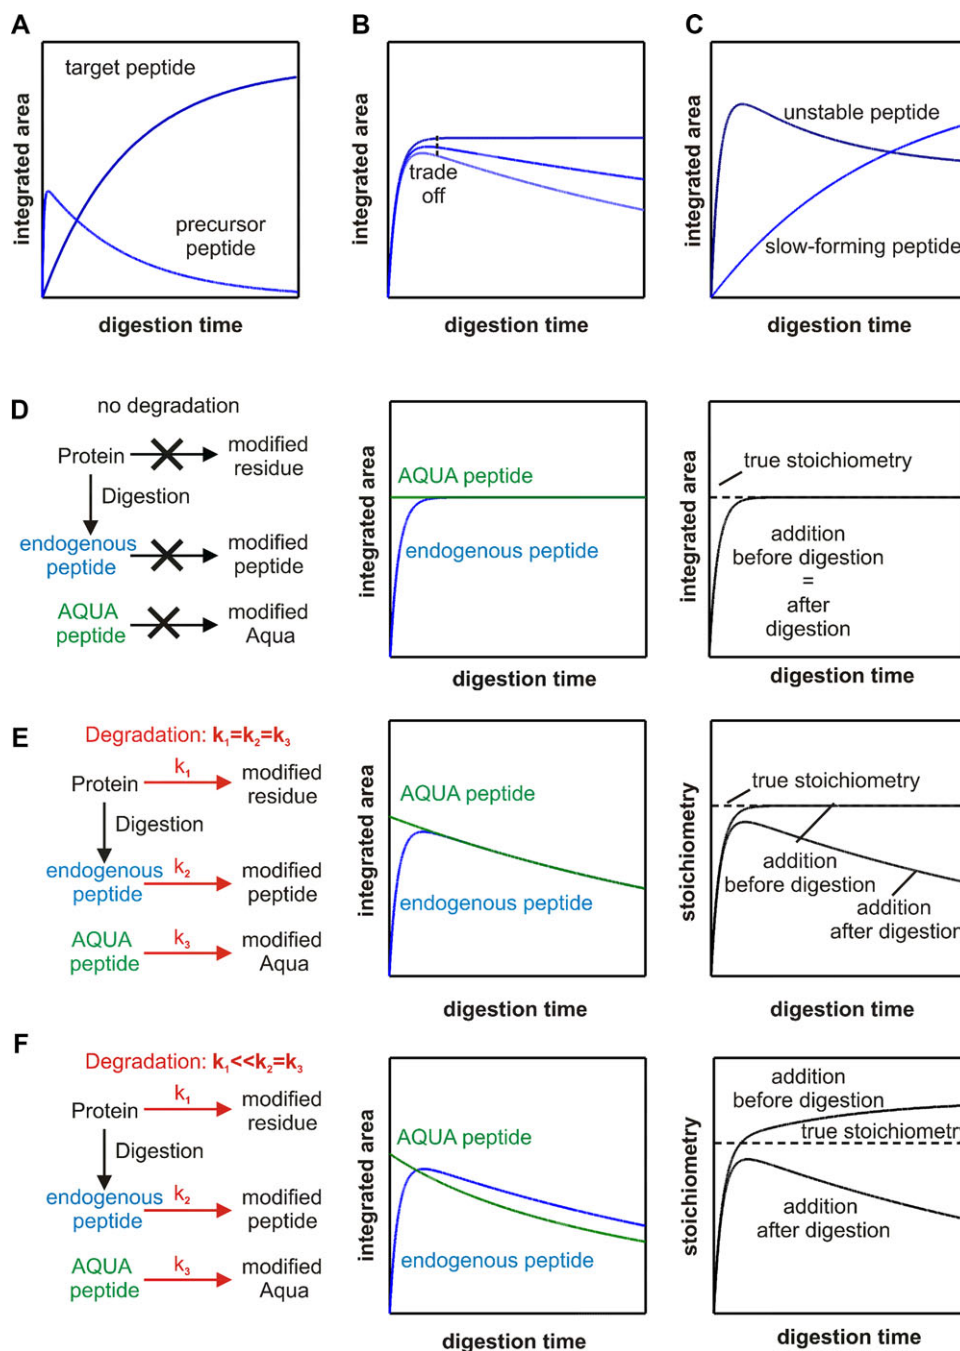 A
integrated area
target peptide
precursor
peptide
digestion time
B
integrated area
trade
off
digestion time
C
integrated area
unstable peptide
slow-forming peptide
digestion time
D
no degradation
Protein
modified
residue
Digestion
endogenous
peptide
modified
peptide
AQUA
peptide
modified
Aqua
integrated area
AQUA peptide
endogenous peptide
digestion time
integrated area
true stoichiometry
addition
before digestion
=
after
digestion
digestion time
E
Degradation: k₁=k₂=k₃
Protein
k₁
modified
residue
Digestion
endogenous
peptide
k₂
modified
peptide
AQUA
peptide
k₃
modified
Aqua
integrated area
AQUA peptide
endogenous peptide
digestion time
stoichiometry
true stoichiometry
addition
before digestion
addition
after digestion
digestion time
F
Degradation: k₁<<k₂=k₃
Protein
k₁
modified
residue
Digestion
endogenous
peptide
k₂
modified
peptide
AQUA
peptide
k₃
modified
Aqua
integrated area
AQUA peptide
endogenous peptide
digestion time
stoichiometry
addition
before digestion
true stoichiometry
addition
after digestion
digestion time